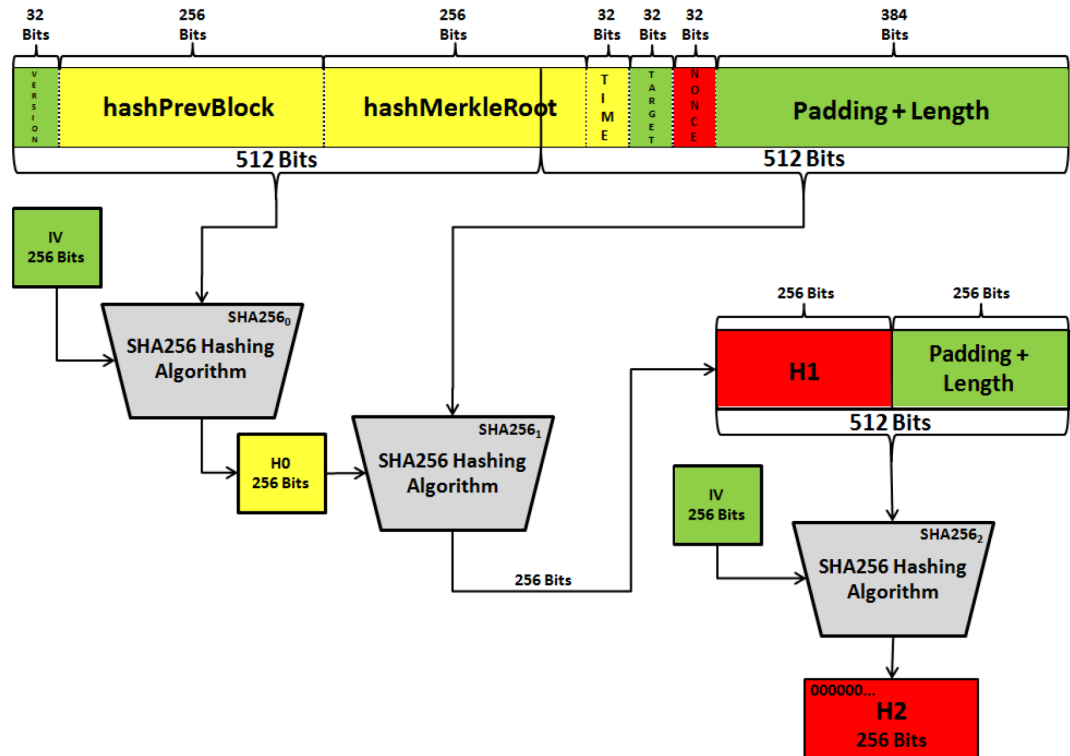 32
Bits
256
Bits
256
Bits
32
Bits
32
Bits
32
Bits
384
Bits
VERSION
hashPrevBlock
hashMerkleRoot
TIME
TARGET
NONCE
Padding + Length
512 Bits
512 Bits
IV
256 Bits
SHA256₀
SHA256 Hashing
Algorithm
H0
256 Bits
SHA256₁
SHA256 Hashing
Algorithm
256 Bits
256 Bits
256 Bits
H1
Padding +
Length
512 Bits
IV
256 Bits
SHA256₂
SHA256 Hashing
Algorithm
000000...
H2
256 Bits